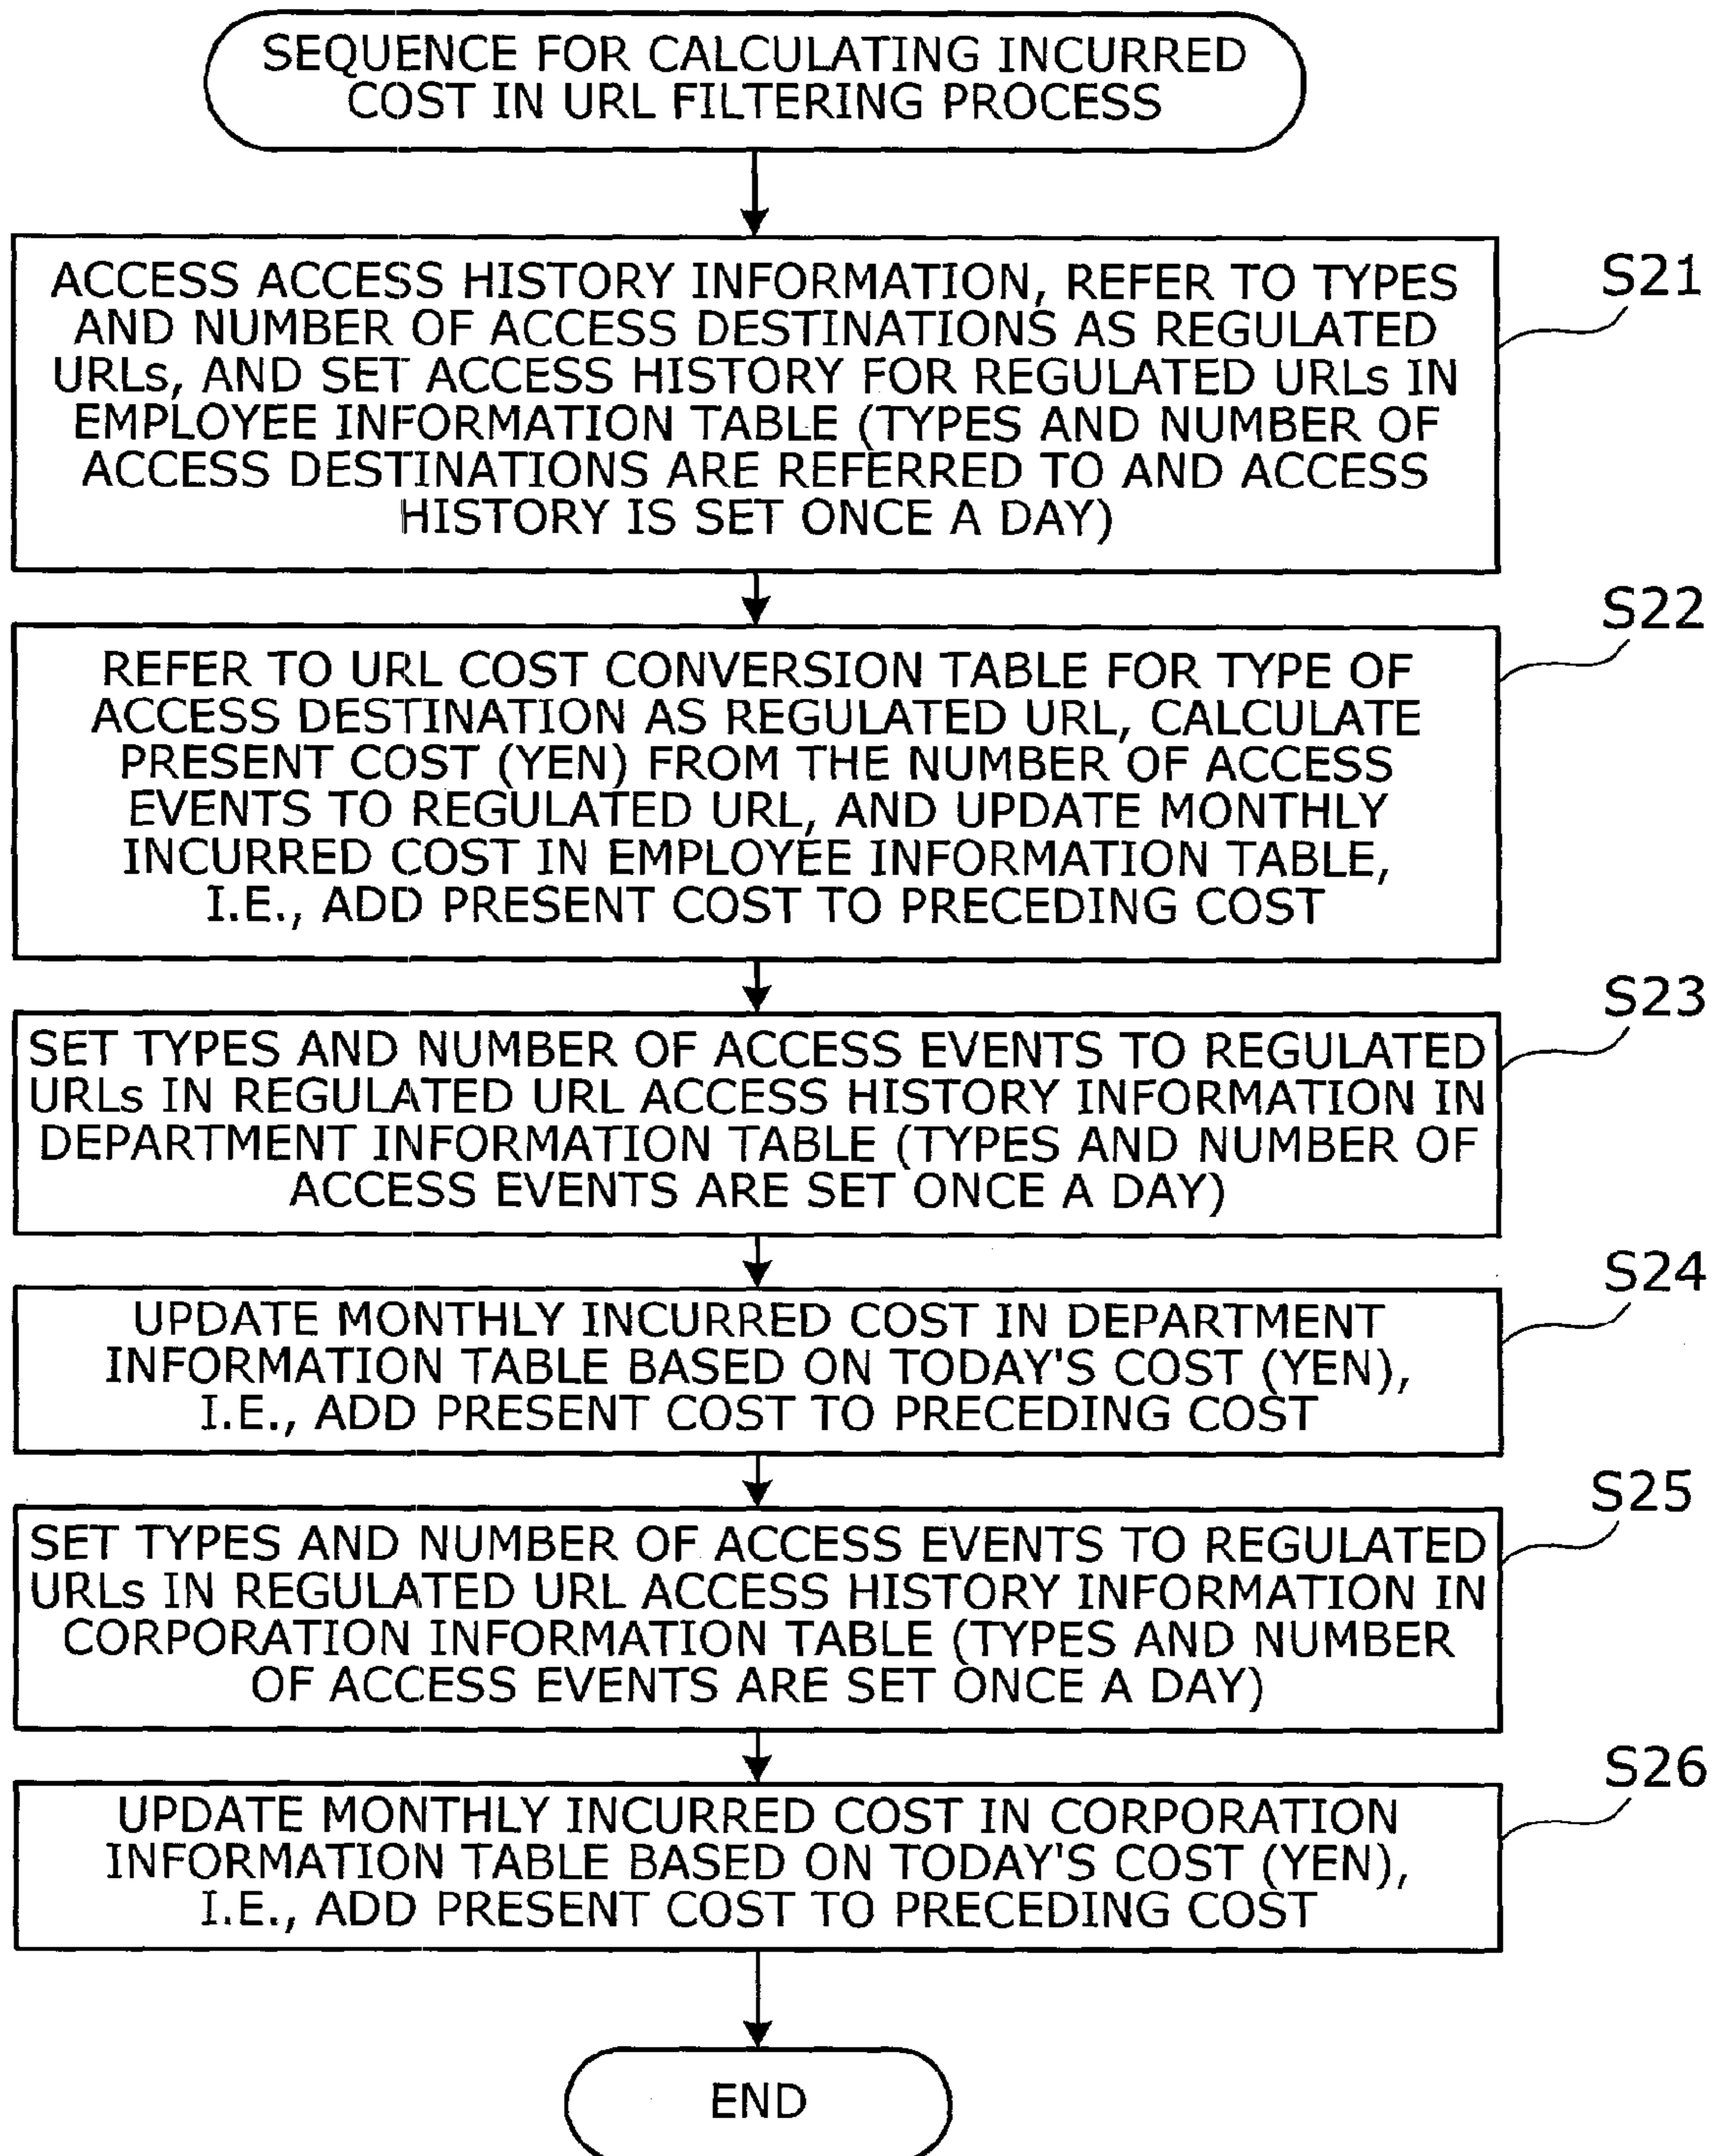 SEQUENCE FOR CALCULATING INCURRED
COST IN URL FILTERING PROCESS
S21
ACCESS ACCESS HISTORY INFORMATION, REFER TO TYPES
AND NUMBER OF ACCESS DESTINATIONS AS REGULATED
URLs, AND SET ACCESS HISTORY FOR REGULATED URLs IN
EMPLOYEE INFORMATION TABLE (TYPES AND NUMBER OF
ACCESS DESTINATIONS ARE REFERRED TO AND ACCESS
HISTORY IS SET ONCE A DAY)
S22
REFER TO URL COST CONVERSION TABLE FOR TYPE OF
ACCESS DESTINATION AS REGULATED URL, CALCULATE
PRESENT COST (YEN) FROM THE NUMBER OF ACCESS
EVENTS TO REGULATED URL, AND UPDATE MONTHLY
INCURRED COST IN EMPLOYEE INFORMATION TABLE,
I.E., ADD PRESENT COST TO PRECEDING COST
S23
SET TYPES AND NUMBER OF ACCESS EVENTS TO REGULATED
URLs IN REGULATED URL ACCESS HISTORY INFORMATION IN
DEPARTMENT INFORMATION TABLE (TYPES AND NUMBER OF
ACCESS EVENTS ARE SET ONCE A DAY)
S24
UPDATE MONTHLY INCURRED COST IN DEPARTMENT
INFORMATION TABLE BASED ON TODAY'S COST (YEN),
I.E., ADD PRESENT COST TO PRECEDING COST
S25
SET TYPES AND NUMBER OF ACCESS EVENTS TO REGULATED
URLs IN REGULATED URL ACCESS HISTORY INFORMATION IN
CORPORATION INFORMATION TABLE (TYPES AND NUMBER
OF ACCESS EVENTS ARE SET ONCE A DAY)
S26
UPDATE MONTHLY INCURRED COST IN CORPORATION
INFORMATION TABLE BASED ON TODAY'S COST (YEN),
I.E., ADD PRESENT COST TO PRECEDING COST
END